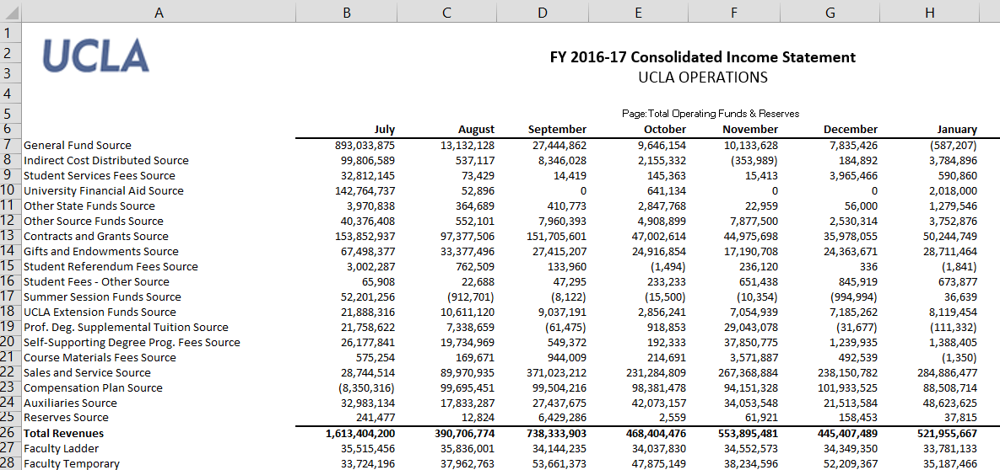 A B C D E F G H
1
2 UCLA FY 2016-17 Consolidated Income Statement
3 UCLA OPERATIONS
4
5 Page:Total Operating Funds & Reserves
6 July August September October November December January
7 General Fund Source 893,033,875 13,132,128 27,444,862 9,646,154 10,133,628 7,835,426 (587,207)
8 Indirect Cost Distributed Source 99,806,589 537,117 8,346,028 2,155,332 (353,989) 184,892 3,784,896
9 Student Services Fees Source 32,812,145 73,429 14,419 145,363 15,413 3,965,466 590,860
10 University Financial Aid Source 142,764,737 52,896 0 641,134 0 0 2,018,000
11 Other State Funds Source 3,970,838 364,689 410,773 2,847,768 22,959 56,000 1,279,546
12 Other Source Funds Source 40,376,408 552,101 7,960,393 4,908,899 7,877,500 2,530,314 3,752,876
13 Contracts and Grants Source 153,852,937 97,377,506 151,705,601 47,002,614 44,975,698 35,978,055 50,244,749
14 Gifts and Endowments Source 67,498,377 33,377,496 27,415,207 24,916,854 17,190,708 24,363,671 28,711,464
15 Student Referendum Fees Source 3,002,287 762,509 133,960 (1,494) 236,120 336 (1,841)
16 Student Fees - Other Source 65,908 22,688 47,295 233,233 651,438 845,919 673,877
17 Summer Session Funds Source 52,201,256 (912,701) (8,122) (15,500) (10,354) (994,994) 36,639
18 UCLA Extension Funds Source 21,888,316 10,611,120 9,037,191 2,856,241 7,054,939 7,185,262 8,119,454
19 Prof. Deg. Supplemental Tuition Source 21,758,622 7,338,659 (61,475) 918,853 29,043,078 (31,677) (111,332)
20 Self-Supporting Degree Prog. Fees Source 26,177,841 19,734,969 549,372 192,333 37,850,775 1,239,935 1,388,405
21 Course Materials Fees Source 575,254 169,671 944,009 214,691 3,571,887 492,539 (1,350)
22 Sales and Service Source 28,744,514 89,970,935 371,023,212 231,284,809 267,368,884 238,150,782 284,886,477
23 Compensation Plan Source (8,350,316) 99,695,451 99,504,216 98,381,478 94,151,328 101,933,525 88,508,714
24 Auxiliaries Source 32,983,134 17,833,287 27,437,675 42,073,157 34,053,548 21,513,584 48,623,625
25 Reserves Source 241,477 12,824 6,429,286 2,559 61,921 158,453 37,815
26 Total Revenues 1,613,404,200 390,706,774 738,333,903 468,404,476 553,895,481 445,407,489 521,955,667
27 Faculty Ladder 35,515,456 35,836,001 34,144,235 34,037,830 34,552,573 34,349,350 33,781,133
28 Faculty Temporary 33,724,196 37,962,763 53,661,373 47,875,149 38,234,596 52,209,367 35,187,466